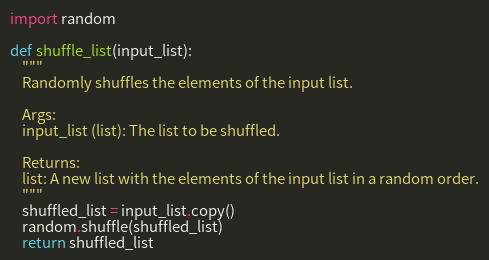 import random
def shuffle_list(input_list):
"""
Randomly shuffles the elements of the input list.
Args:
input_list (list): The list to be shuffled.
Returns:
list: A new list with the elements of the input list in a random order.
"""
shuffled_list = input_list.copy()
random.shuffle(shuffled_list)
return shuffled_list